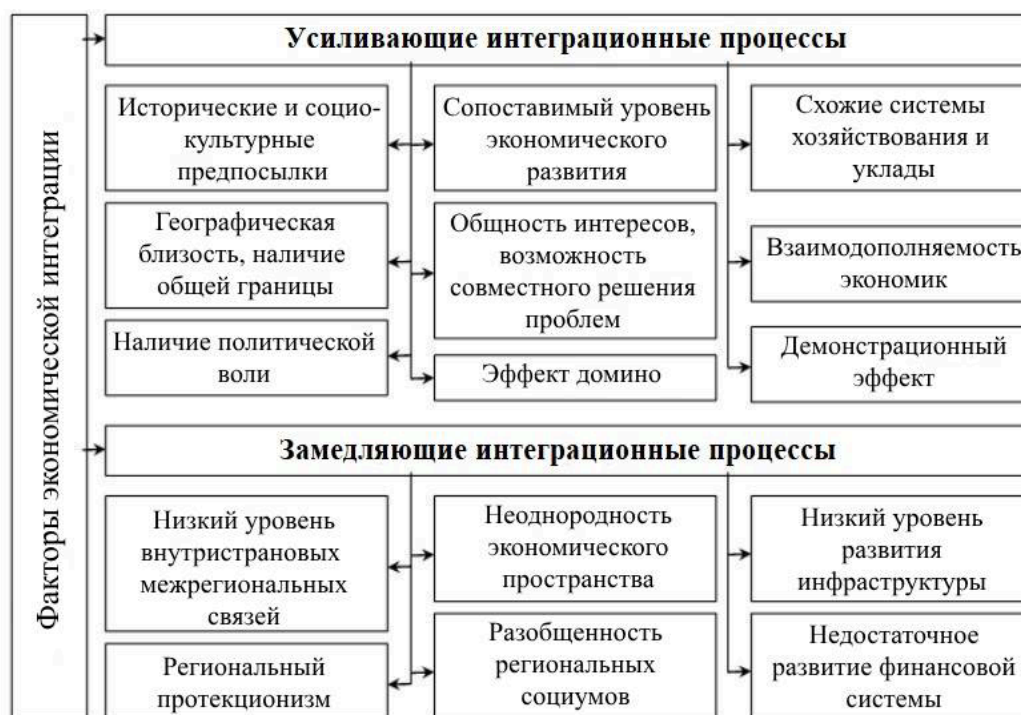 Факторы экономической интеграции
Усиливающие интеграционные процессы
Исторические и социо-
культурные
предпосылки
Сопоставимый уровень
экономического
развития
Схожие системы
хозяйствования и
уклады
Географическая
близость, наличие
общей границы
Общность интересов,
возможность
совместного решения
проблем
Взаимодополняемость
экономик
Наличие политической
воли
Эффект домино
Демонстрационный
эффект
Замедляющие интеграционные процессы
Низкий уровень
внутристрановых
межрегиональных
связей
Неоднородность
экономического
пространства
Низкий уровень
развития
инфраструктуры
Региональный
протекционизм
Разобщенность
региональных
социумов
Недостаточное
развитие финансовой
системы